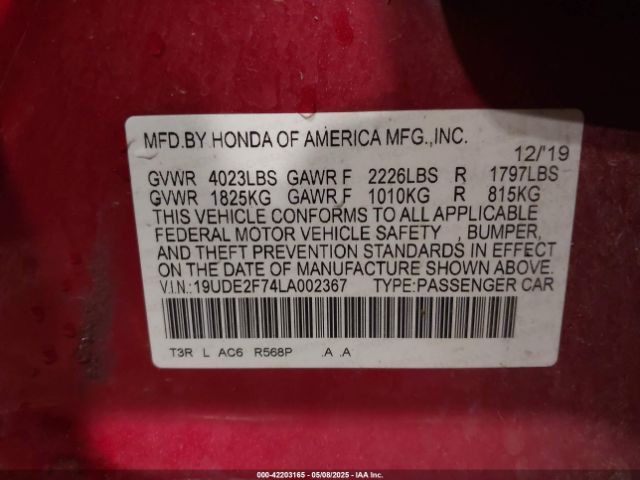 MFD.BY HONDA OF AMERICA MFG.,INC.
12/'19
GVWR 4023LBS GAWR F 2226LBS R 1797LBS
GVWR 1825KG GAWR F 1010KG R 815KG
THIS VEHICLE CONFORMS TO ALL APPLICABLE
FEDERAL MOTOR VEHICLE SAFETY , BUMPER,
AND THEFT PREVENTION STANDARDS IN EFFECT
ON THE DATE OF MANUFACTURE SHOWN ABOVE.
V.I.N.:19UDE2F74LA002367 TYPE:PASSENGER CAR
T3R L AC6 R568P .A .A
000-42203165 - 05/08/2025 - IAA Inc.